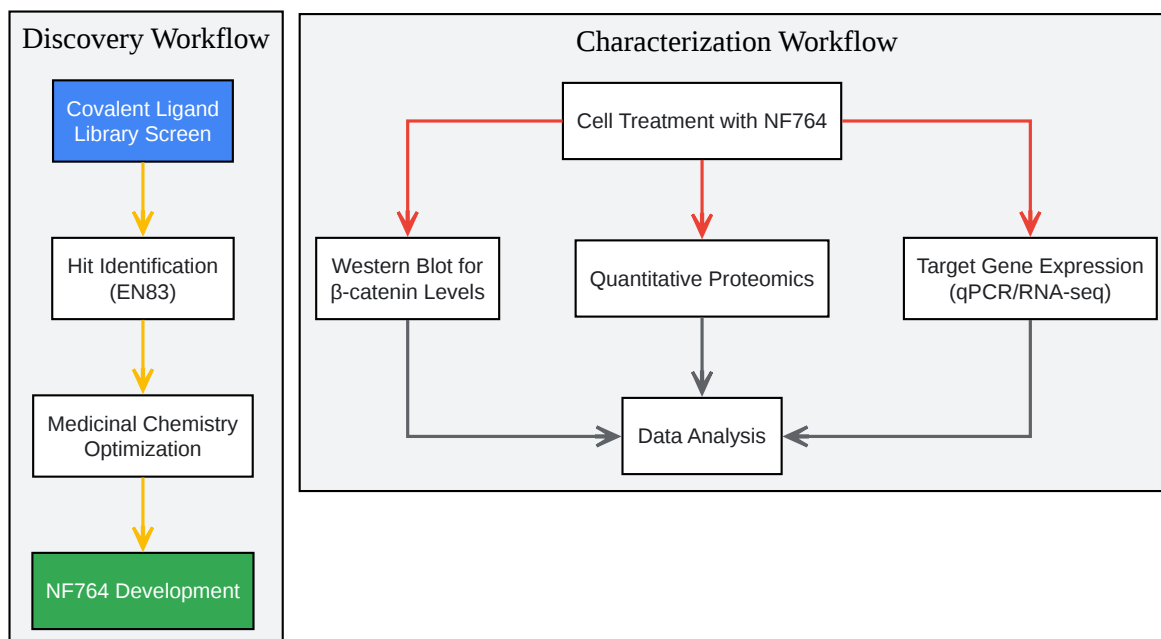 Discovery Workflow
Covalent Ligand
Library Screen
Hit Identification
(EN83)
Medicinal Chemistry
Optimization
NF764 Development
Characterization Workflow
Cell Treatment with NF764
Western Blot for
β-catenin Levels
Quantitative Proteomics
Target Gene Expression
(qPCR/RNA-seq)
Data Analysis